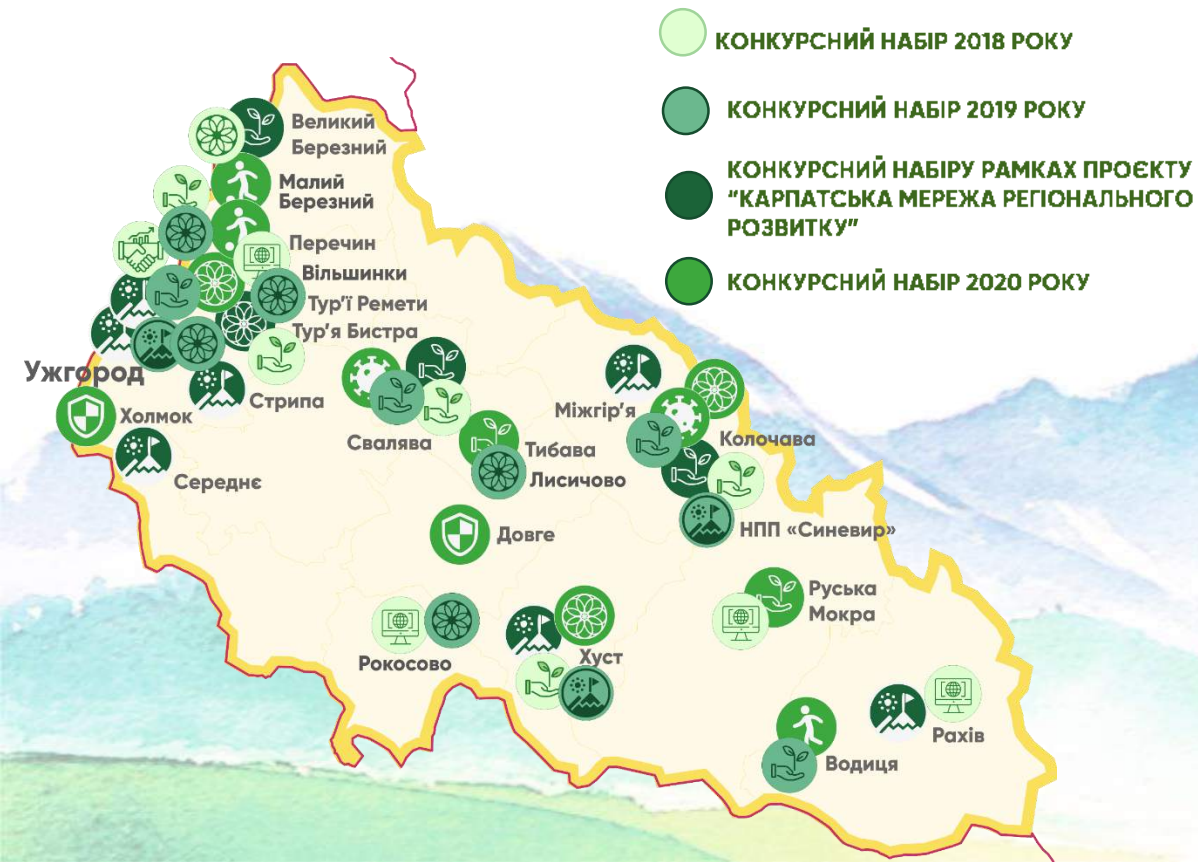 КОНКУРСНИЙ НАБІР 2018 РОКУ
КОНКУРСНИЙ НАБІР 2019 РОКУ
КОНКУРСНИЙ НАБІРУ РАМКАХ ПРОЄКТУ
“КАРПАТСЬКА МЕРЕЖА РЕГІОНАЛЬНОГО
РОЗВИТКУ”
КОНКУРСНИЙ НАБІР 2020 РОКУ
Великий
Березний
Малий
Березний
Перечин
Вільшинки
Тур’ї Ремети
Тур’я Бистра
Ужгород
Стрипа
Холмок
Середнє
Свалява
Тибава
Лисичово
Довге
Міжгір’я
Колочава
НПП «Синевир»
Руська
Мокра
Рокосово
Хуст
Рахів
Водиця